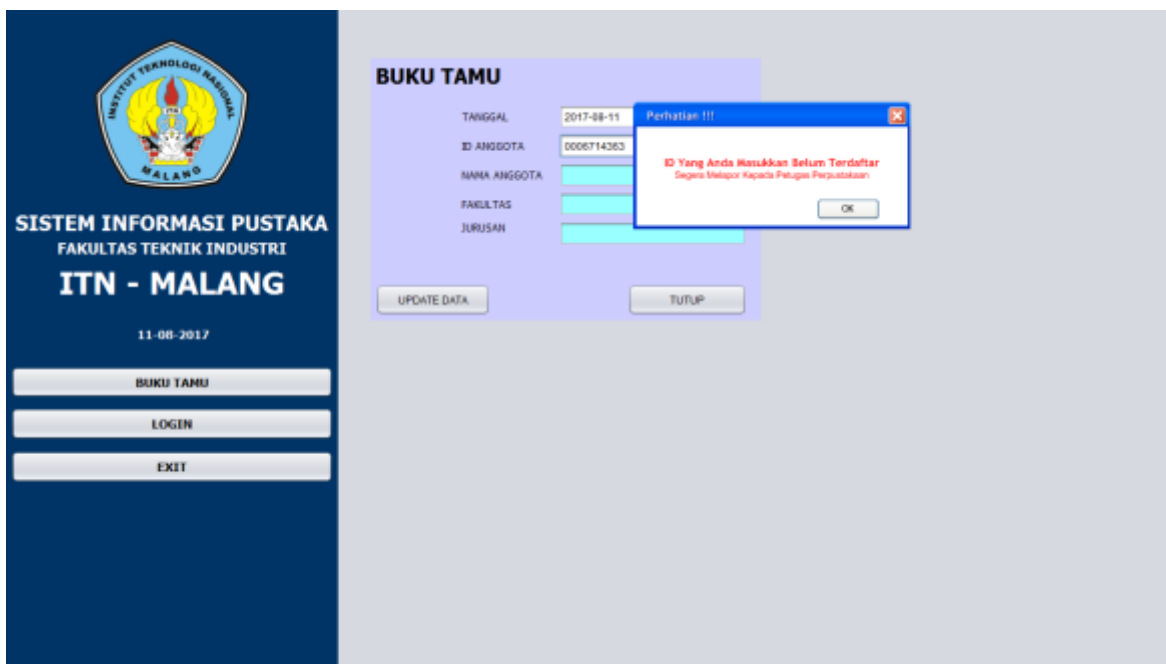 INSTITUT TEKNOLOGI NASIONAL
ITN
MALANG
SISTEM INFORMASI PUSTAKA
FAKULTAS TEKNIK INDUSTRI
ITN - MALANG
11-08-2017
BUKU TAMU
LOGIN
EXIT
BUKU TAMU
TANGGAL 2017-08-11
ID ANGGOTA 0006714363
NAMA ANGGOTA
FAKULTAS
JURUSAN
UPDATE DATA TUTUP
Perhatian !!!
ID Yang Anda Masukkan Belum Terdaftar
Segera Melapor Kepada Petugas Perpustakaan
OK